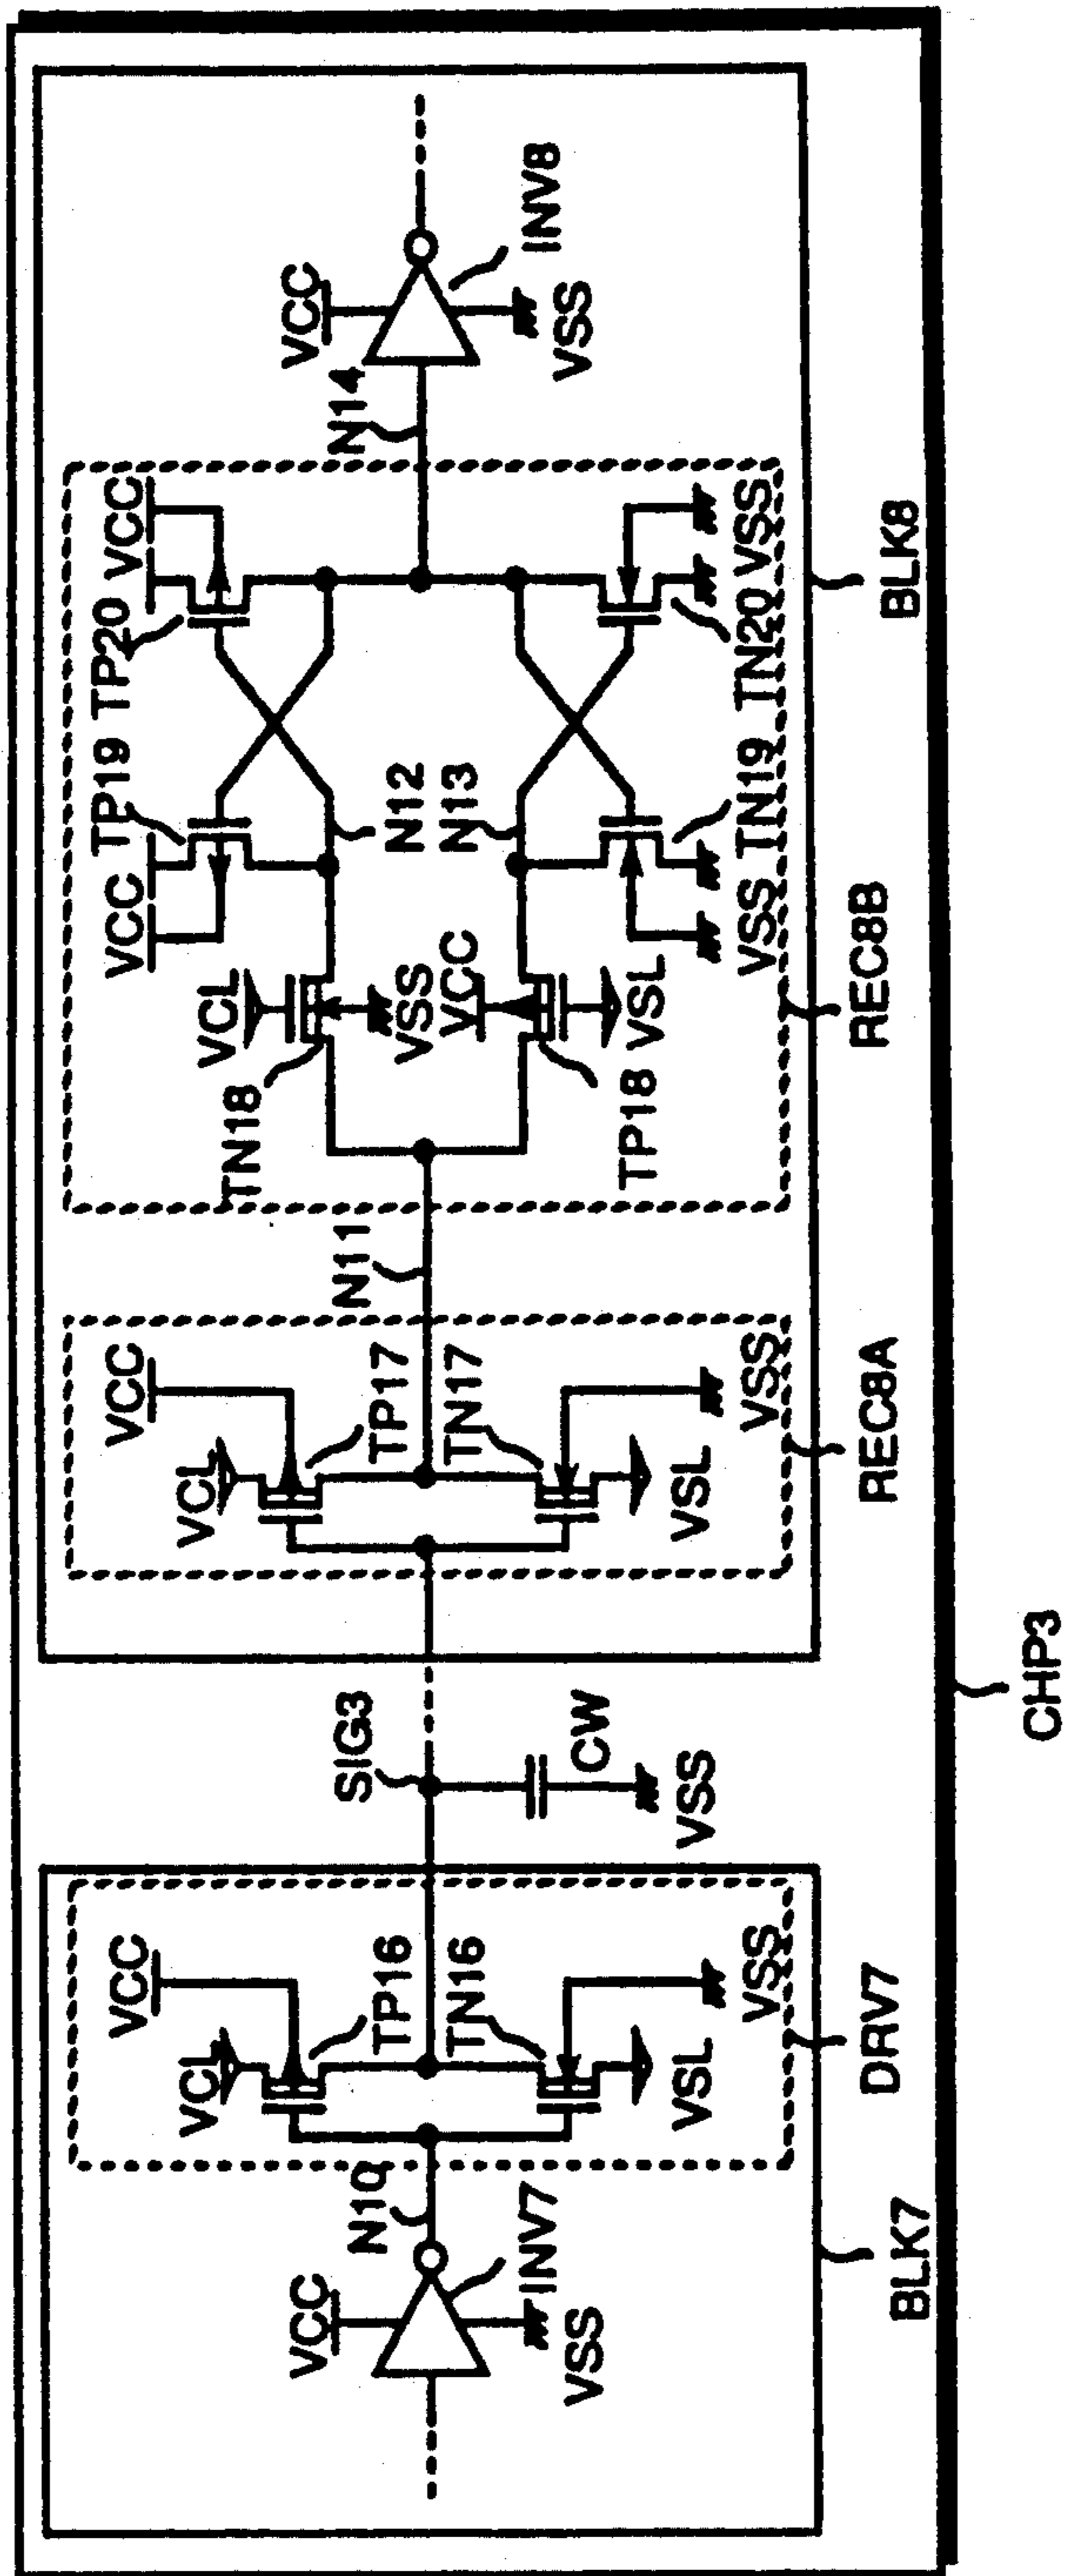 VCC
INV7
VSS
N10
VCC
VCL
TP16
TN16
VSL
VSS
DRV7
BLK7
SIG3
CW
VSS
VCC
VCL
TP17
TN17
VSL
VSS
REC8A
N11
TN18
VCL
VSS
VCC
TP18
VSL
VCC
TP19
TP20
VCC
N12
N13
VSS
TN19
TN20
VSS
REC8B
BLK8
N14
VCC
INV8
VSS
CHP3